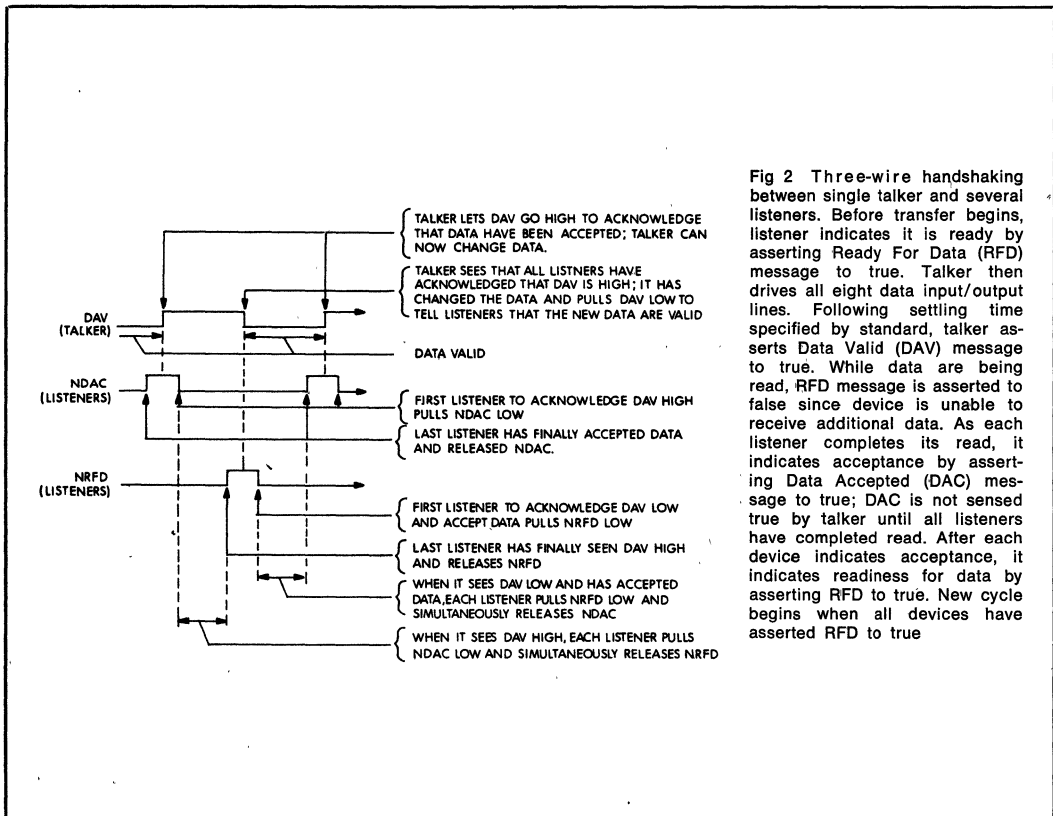 TALKER LETS DAV GO HIGH TO ACKNOWLEDGE
THAT DATA HAVE BEEN ACCEPTED; TALKER CAN
NOW CHANGE DATA.
TALKER SEES THAT ALL LISTNERS HAVE
ACKNOWLEDGED THAT DAV IS HIGH; IT HAS
CHANGED THE DATA AND PULLS DAV LOW TO
TELL LISTENERS THAT THE NEW DATA ARE VALID
DAV
(TALKER)
DATA VALID
NDAC
(LISTENERS)
FIRST LISTENER TO ACKNOWLEDGE DAV HIGH
PULLS NDAC LOW
LAST LISTENER HAS FINALLY ACCEPTED DATA
AND RELEASED NDAC.
NRFD
(LISTENERS)
FIRST LISTENER TO ACKNOWLEDGE DAV LOW
AND ACCEPT DATA PULLS NRFD LOW
LAST LISTENER HAS FINALLY SEEN DAV HIGH
AND RELEASES NRFD
WHEN IT SEES DAV LOW AND HAS ACCEPTED
DATA, EACH LISTENER PULLS NRFD LOW AND
SIMULTANEOUSLY RELEASES NDAC
WHEN IT SEES DAV HIGH, EACH LISTENER PULLS
NDAC LOW AND SIMULTANEOUSLY RELEASES NRFD
Fig 2 Three-wire handshaking
between single talker and several
listeners. Before transfer begins,
listener indicates it is ready by
asserting Ready For Data (RFD)
message to true. Talker then
drives all eight data input/output
lines. Following settling time
specified by standard, talker as-
serts Data Valid (DAV) message
to true. While data are being
read, RFD message is asserted to
false since device is unable to
receive additional data. As each
listener completes its read, it
indicates acceptance by assert-
ing Data Accepted (DAC) mes-
sage to true; DAC is not sensed
true by talker until all listeners
have completed read. After each
device indicates acceptance, it
indicates readiness for data by
asserting RFD to true. New cycle
begins when all devices have
asserted RFD to true